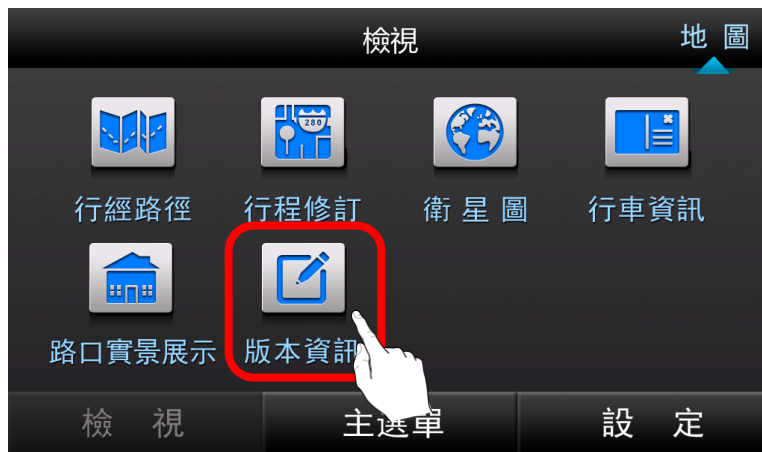 檢視
地 圖
280
行經路徑 行程修訂 衛 星 圖 行車資訊
路口實景展示 版本資訊
檢 視 主選單 設 定